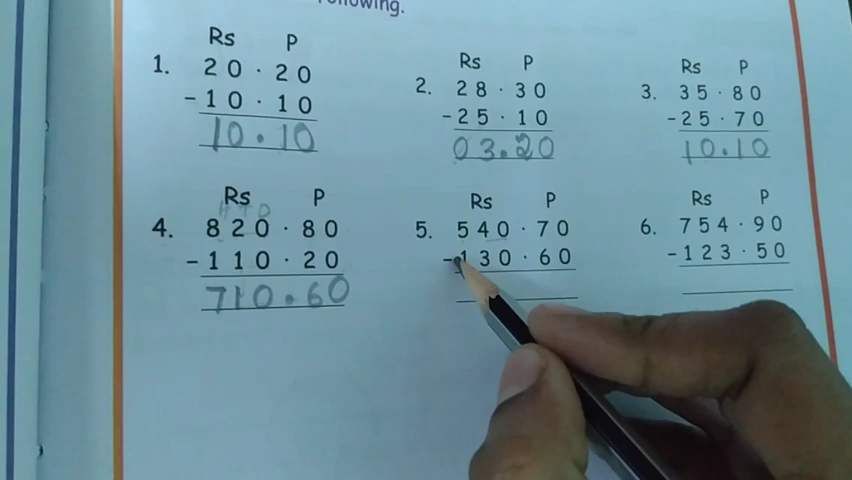 following.
Rs P
1. 20 . 20
- 10 . 10
10.10
Rs P
2. 28 . 30
- 25 . 10
03.20
Rs P
3. 35 . 80
- 25 . 70
10.10
Rs P
H T O
4. 820 . 80
- 110 . 20
710.60
Rs P
5. 540 . 70
- 130 . 60
Rs P
6. 754 . 90
- 123 . 50